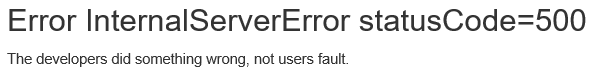 Error InternalServerError statusCode=500
The developers did something wrong, not users fault.